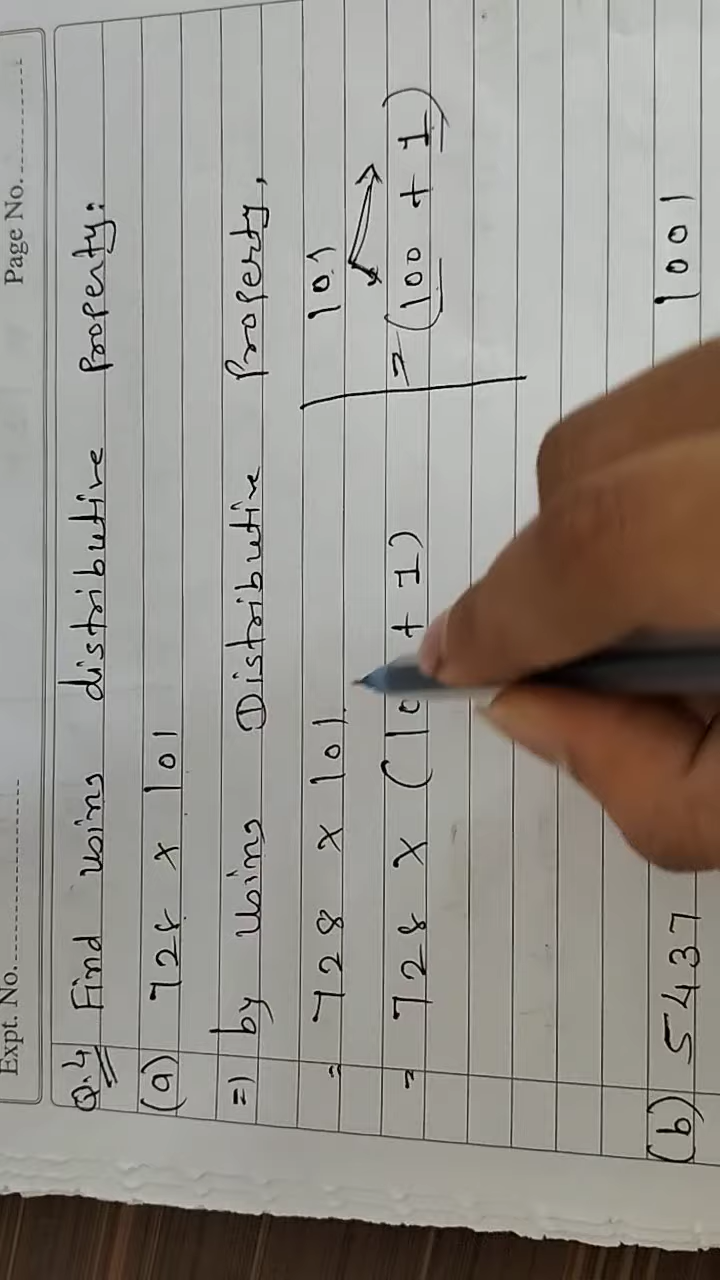 Expt. No. Page No.
Q.4 Find using distributive property:
(a) 728 x 101
=) by using Distributive Property,
= 728 x 101
101
= 728 x ( + 1)
= (100 + 1)
(b) 5437 1001